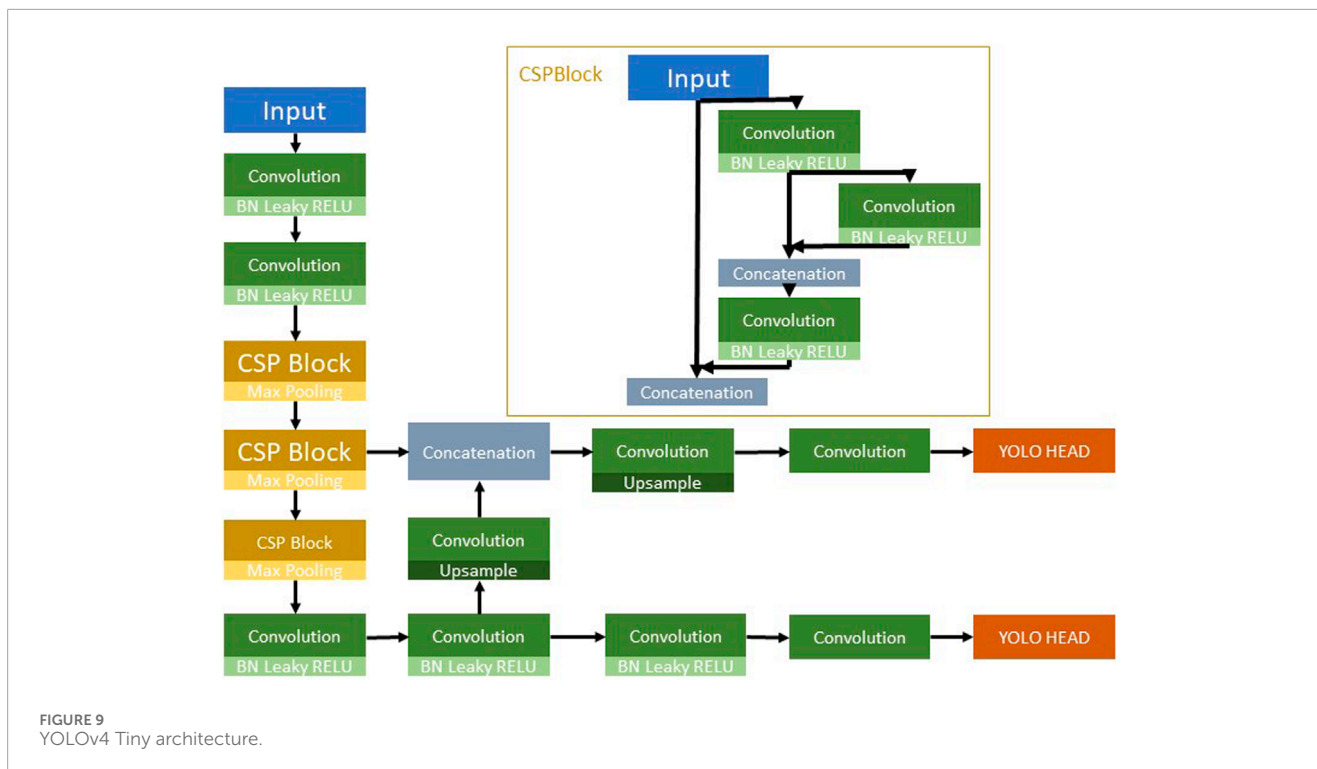 CSPBlock
Input
Convolution
BN Leaky RELU
Convolution
BN Leaky RELU
Concatenation
Convolution
BN Leaky RELU
Concatenation
Input
Convolution
BN Leaky RELU
Convolution
BN Leaky RELU
CSP Block
Max Pooling
CSP Block
Max Pooling
Concatenation
Convolution
Upsample
Convolution
YOLO HEAD
CSP Block
Max Pooling
Convolution
Upsample
Convolution
BN Leaky RELU
Convolution
BN Leaky RELU
Convolution
BN Leaky RELU
Convolution
YOLO HEAD
FIGURE 9
YOLOv4 Tiny architecture.